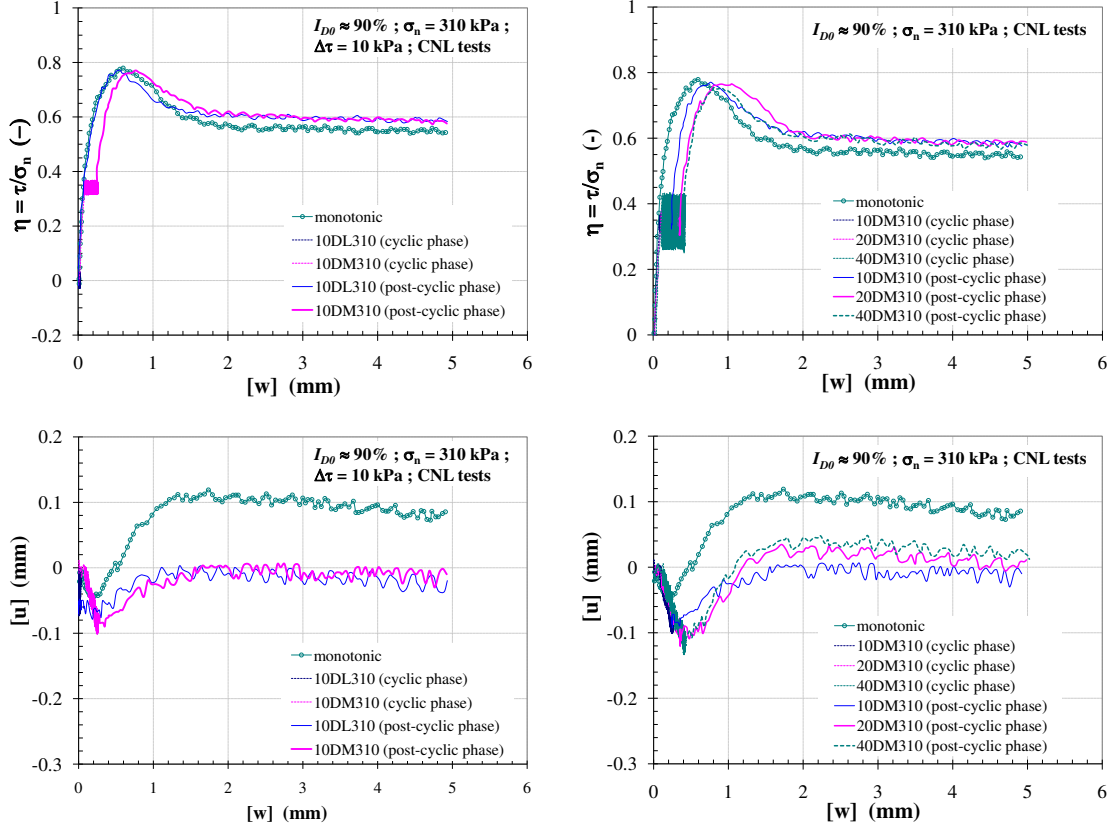 I_D0 ≈ 90% ; σ_n = 310 kPa ;
Δτ = 10 kPa ; CNL tests
1
0.8
0.6
0.4
0.2
0
-0.2
η = τ/σ_n (–)
monotonic
10DL310 (cyclic phase)
10DM310 (cyclic phase)
10DL310 (post-cyclic phase)
10DM310 (post-cyclic phase)
0 1 2 3 4 5 6
[w] (mm)
I_D0 ≈ 90% ; σ_n = 310 kPa ; CNL tests
1
0.8
0.6
0.4
0.2
0
η = τ/σ_n (-)
monotonic
10DM310 (cyclic phase)
20DM310 (cyclic phase)
40DM310 (cyclic phase)
10DM310 (post-cyclic phase)
20DM310 (post-cyclic phase)
40DM310 (post-cyclic phase)
0 1 2 3 4 5 6
[w] (mm)
I_D0 ≈ 90% ; σ_n = 310 kPa ;
Δτ = 10 kPa ; CNL tests
0.2
0.1
0
-0.1
-0.2
-0.3
[u] (mm)
monotonic
10DL310 (cyclic phase)
10DM310 (cyclic phase)
10DL310 (post-cyclic phase)
10DM310 (post-cyclic phase)
0 1 2 3 4 5 6
[w] (mm)
I_D0 ≈ 90% ; σ_n = 310 kPa ; CNL tests
0.2
0.1
0
-0.1
-0.2
-0.3
[u] (mm)
monotonic
10DM310 (cyclic phase)
20DM310 (cyclic phase)
40DM310 (cyclic phase)
10DM310 (post-cyclic phase)
20DM310 (post-cyclic phase)
40DM310 (post-cyclic phase)
0 1 2 3 4 5 6
[w] (mm)